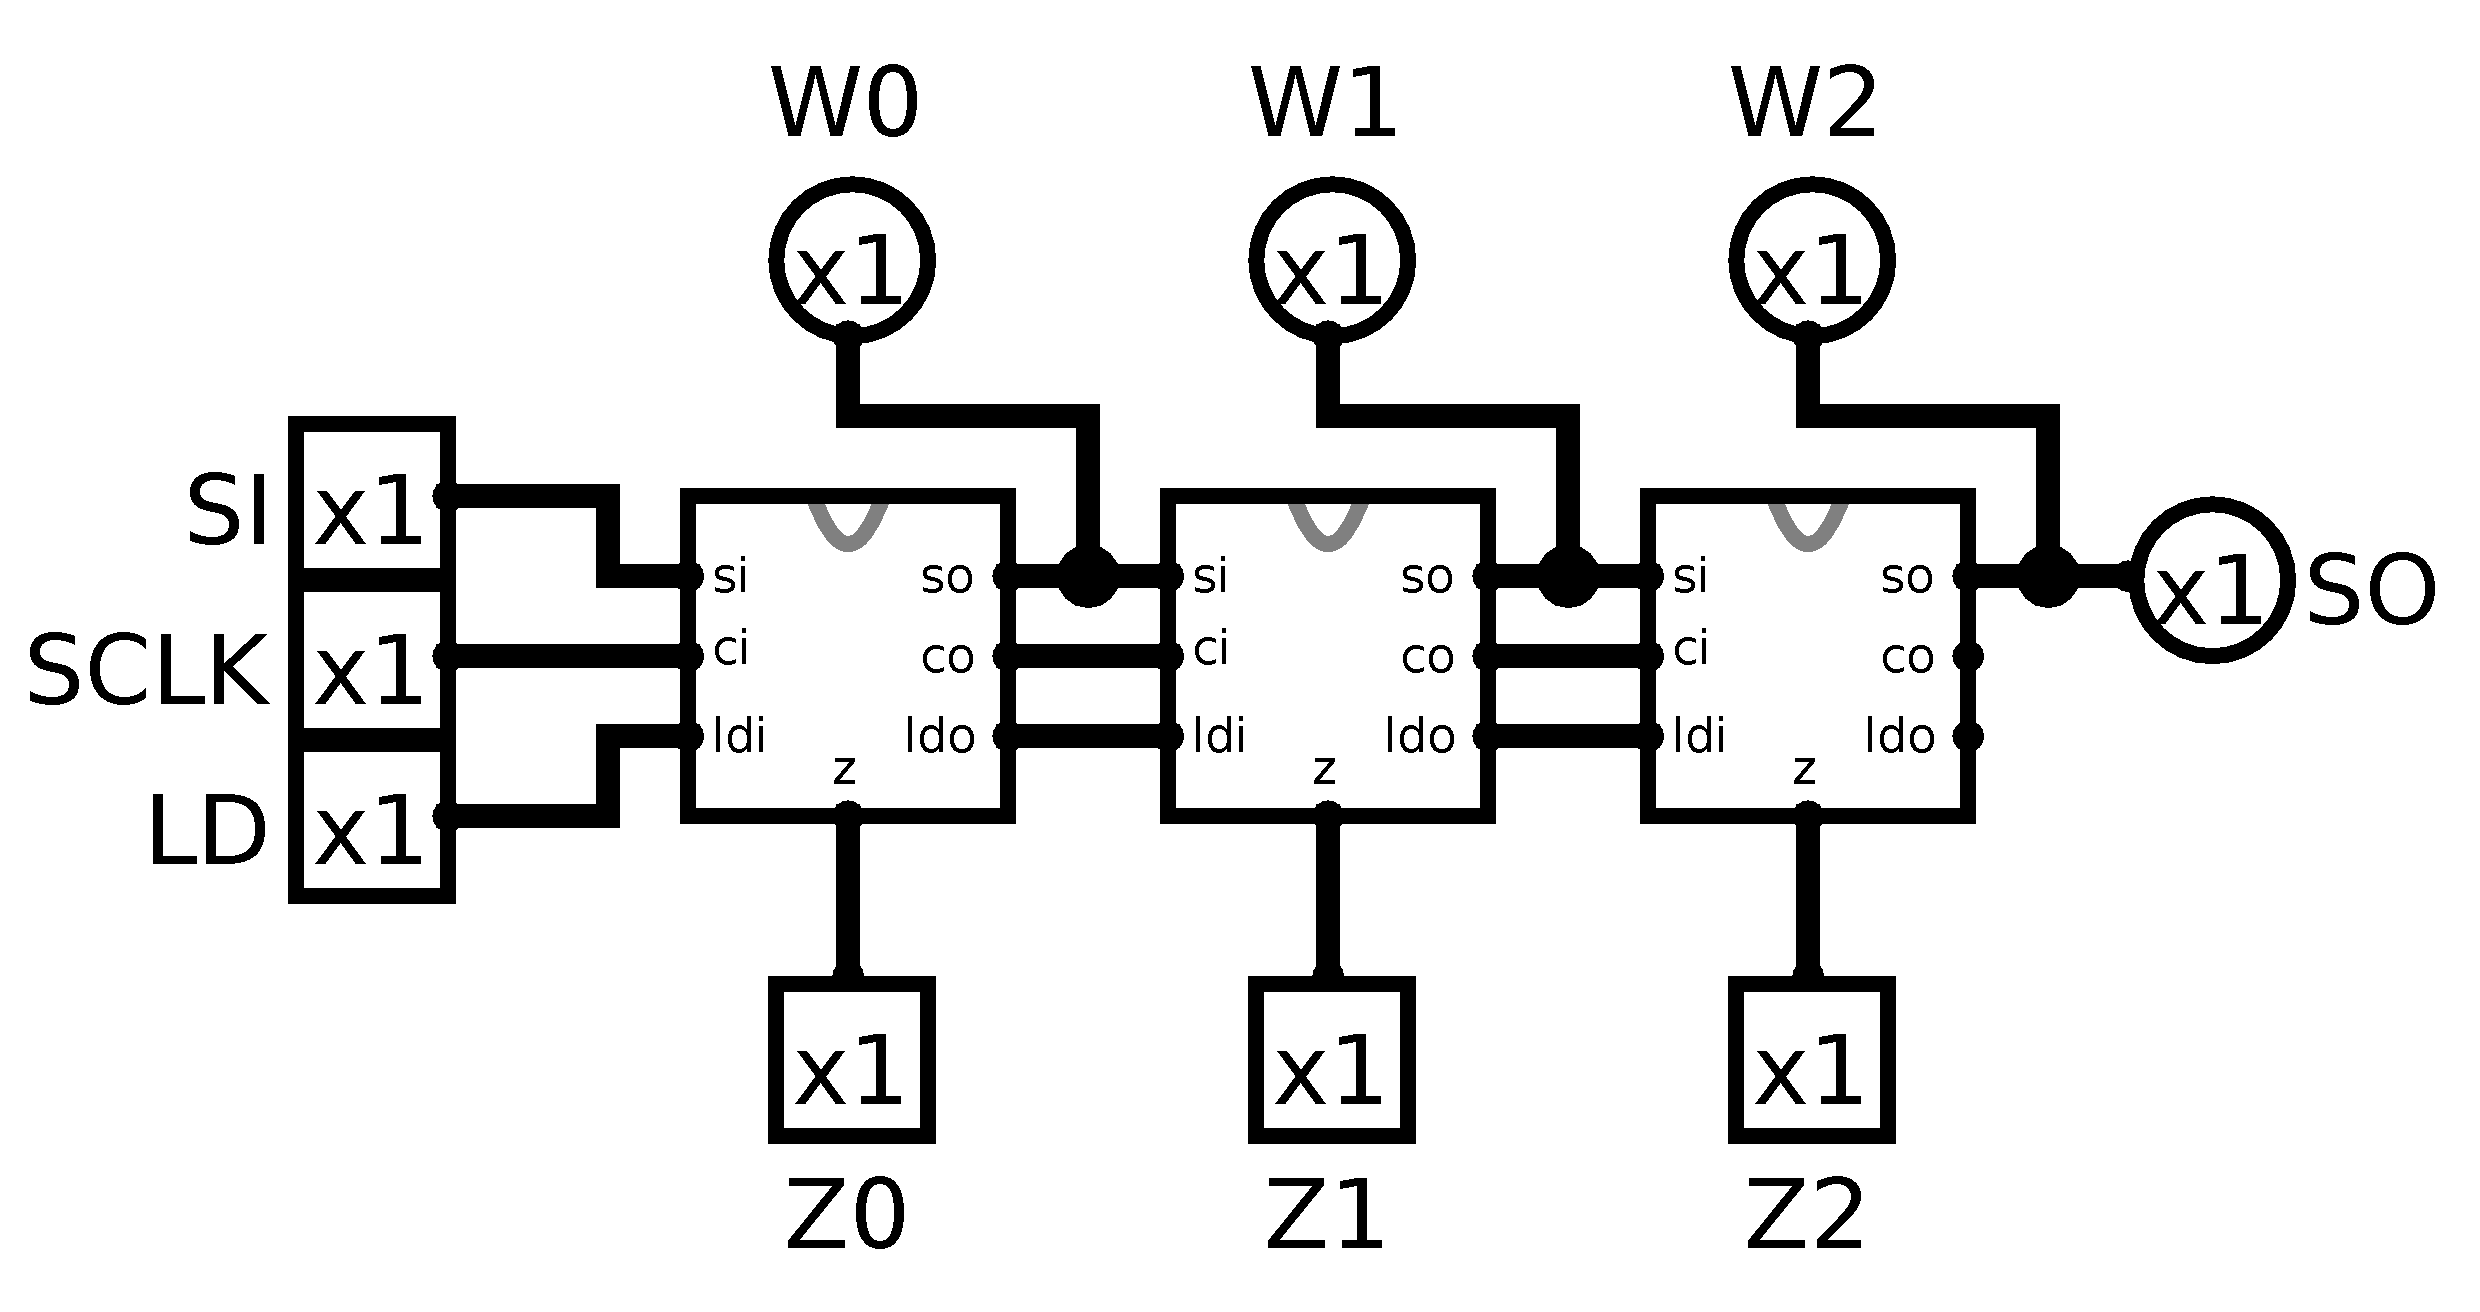 W0 W1 W2
x1 x1 x1
SI x1
si so si so si so x1 SO
SCLK x1 ci co ci co ci co
ldi ldo ldi ldo ldi ldo
z z z
LD x1
x1 x1 x1
Z0 Z1 Z2